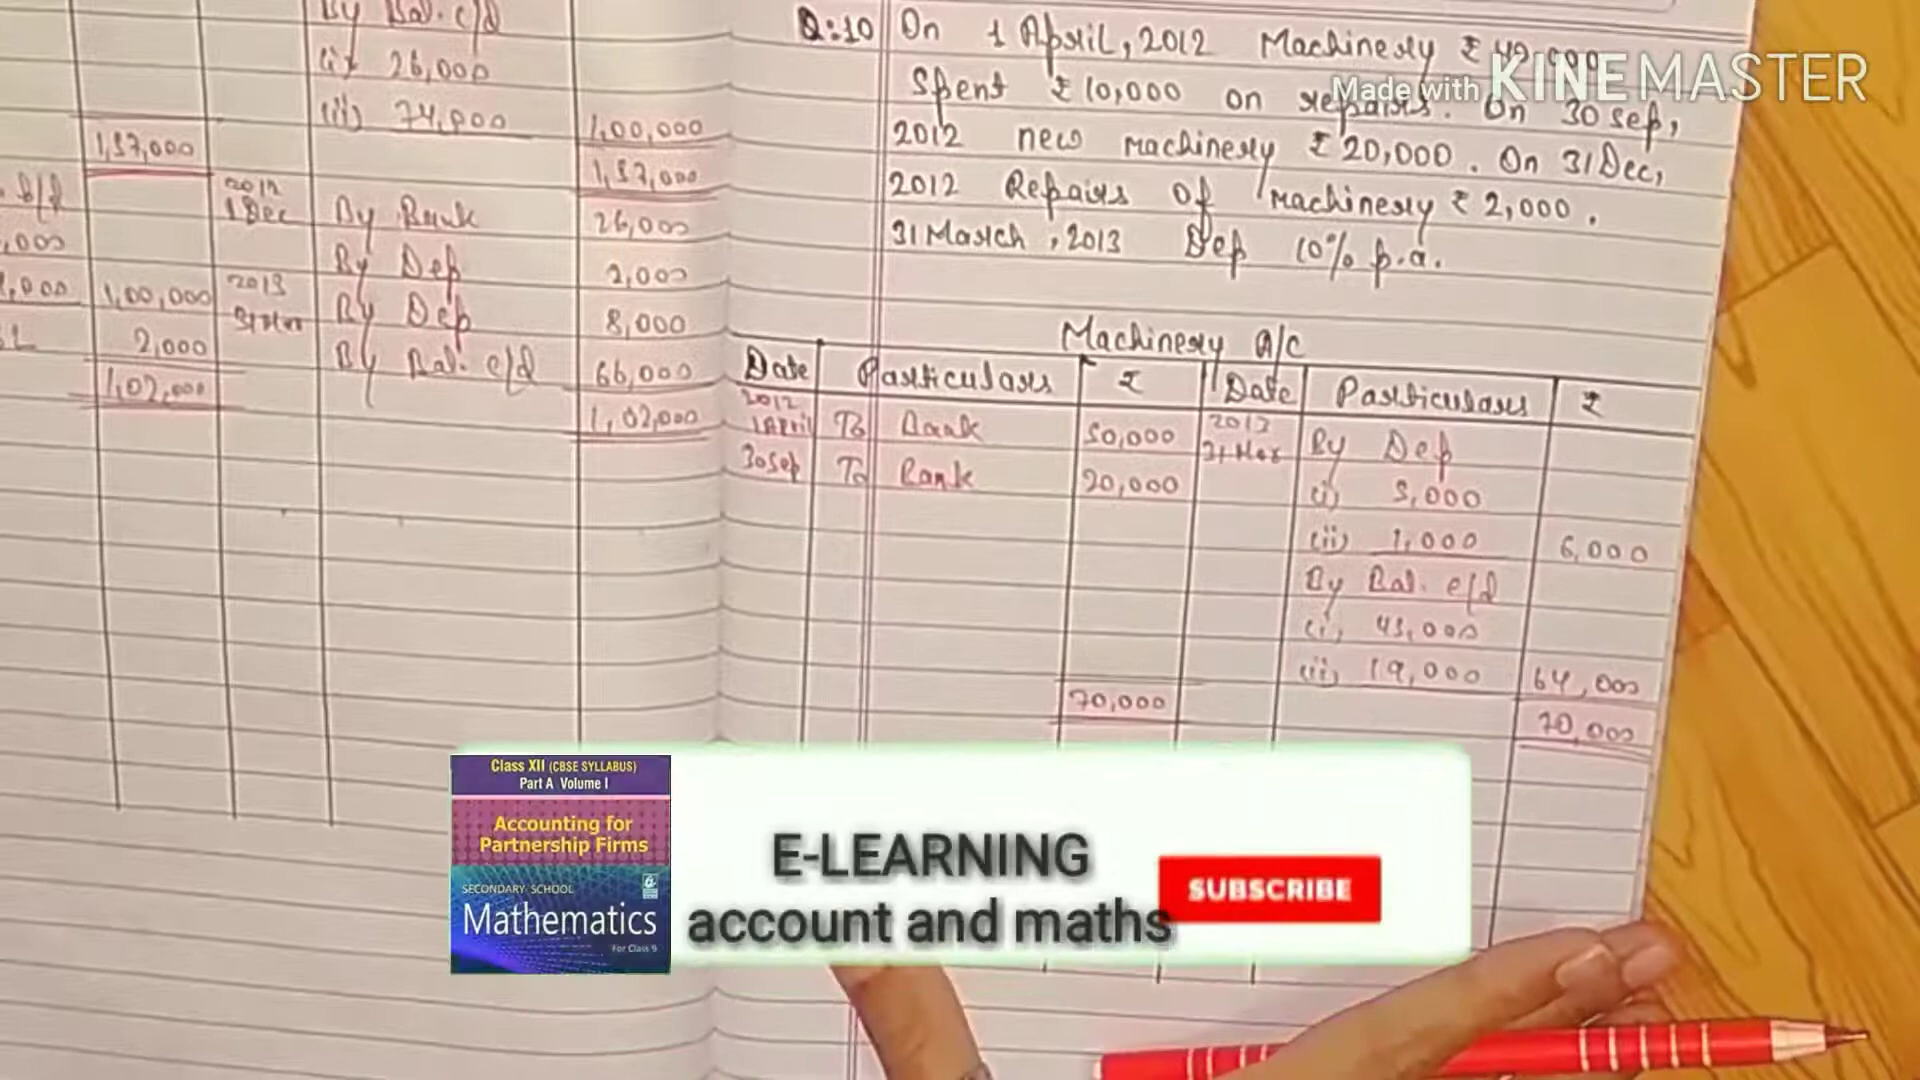 By Bal. c/d
(i) 26,000
(ii) 74,000 1,00,000
1,37,000 1,37,000
2012
1 Dec By Bank 26,000
By Dep 2,000
1,00,000 2013
31 Mar By Dep 8,000
2,000 By Bal. c/d 66,000
1,02,000 1,02,000
Q:10 On 1 April, 2012 Machinery ₹
Made with KINEMASTER
Spent ₹ 10,000 on repairs. On 30 sep,
2012 new machinery ₹ 20,000. On 31 Dec,
2012 Repairs of machinery ₹ 2,000.
31 March, 2013 Dep 10% p.a.
Machinery A/c
Date Particulars ₹ Date Particulars ₹
2012 2013
1 April To Bank 50,000 31 Mar By Dep
30 Sep To Bank 20,000 (i) 5,000
(ii) 1,000 6,000
By Bal. c/d
(i) 45,000
(ii) 19,000 64,000
70,000 70,000
Class XII (CBSE SYLLABUS)
Part A Volume I
Accounting for
Partnership Firms
SECONDARY SCHOOL
Mathematics
For Class 9
E-LEARNING
account and maths
SUBSCRIBE